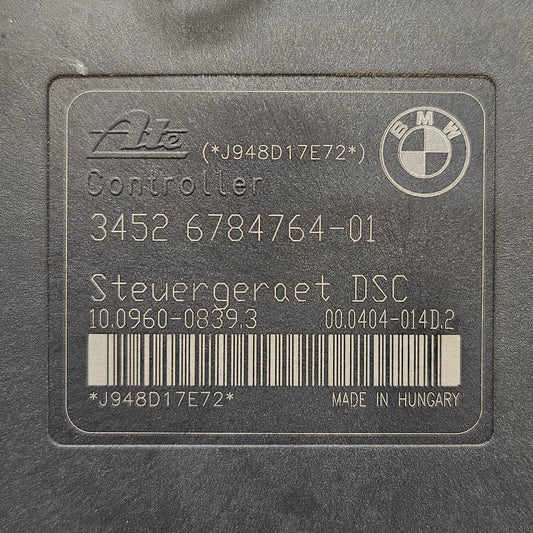 Ate (*J948D17E72*) BMW
Controller
3452 6784764-01
Steuergeraet DSC
10.0960-0839.3 00.0404-014D.2
*J948D17E72* MADE IN HUNGARY